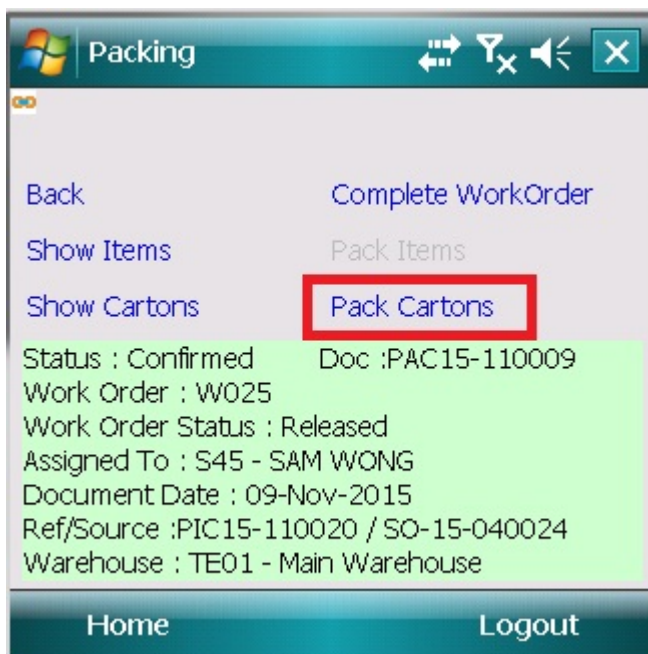 Packing
Back Complete WorkOrder
Show Items Pack Items
Show Cartons Pack Cartons
Status : Confirmed Doc :PAC15-110009
Work Order : W025
Work Order Status : Released
Assigned To : S45 - SAM WONG
Document Date : 09-Nov-2015
Ref/Source :PIC15-110020 / SO-15-040024
Warehouse : TE01 - Main Warehouse
Home Logout